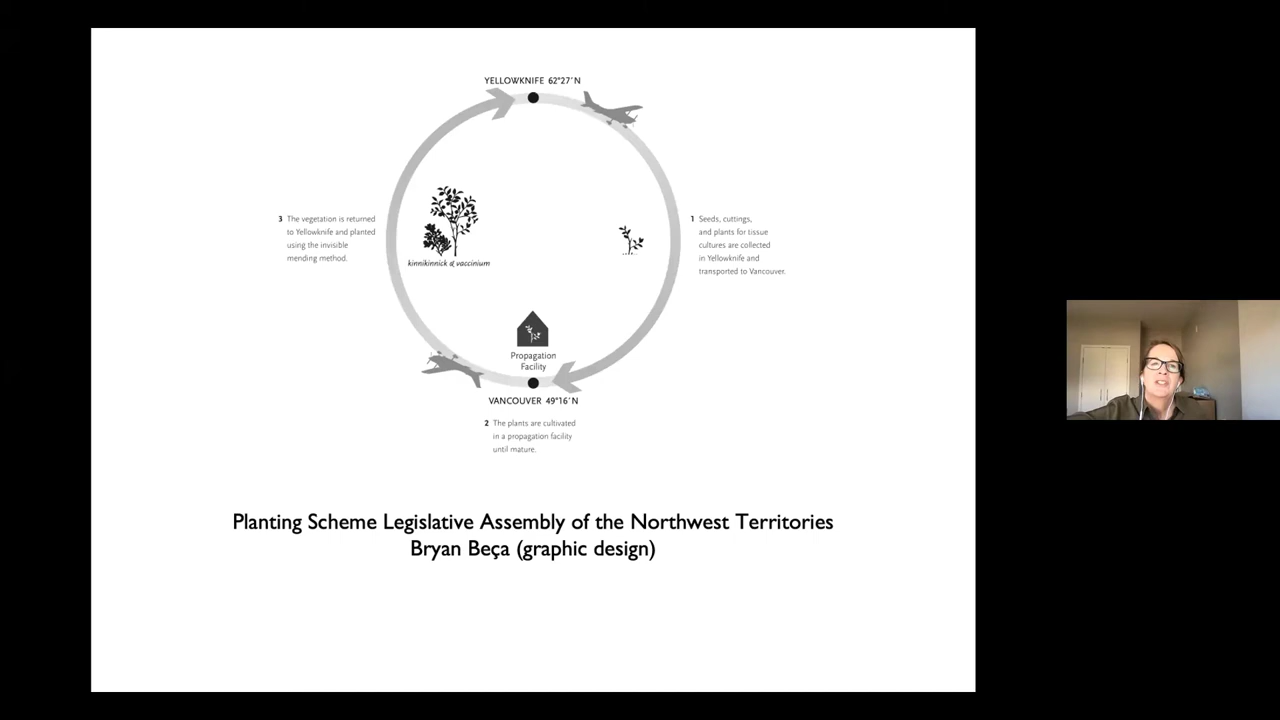 YELLOWKNIFE 62°27'N
3 The vegetation is returned
to Yellowknife and planted
using the invisible
mending method.
kinnikinnick & vaccinium
1 Seeds, cuttings,
and plants for tissue
cultures are collected
in Yellowknife and
transported to Vancouver.
Propagation
Facility
VANCOUVER 49°16'N
2 The plants are cultivated
in a propagation facility
until mature.
Planting Scheme Legislative Assembly of the Northwest Territories
Bryan Beça (graphic design)